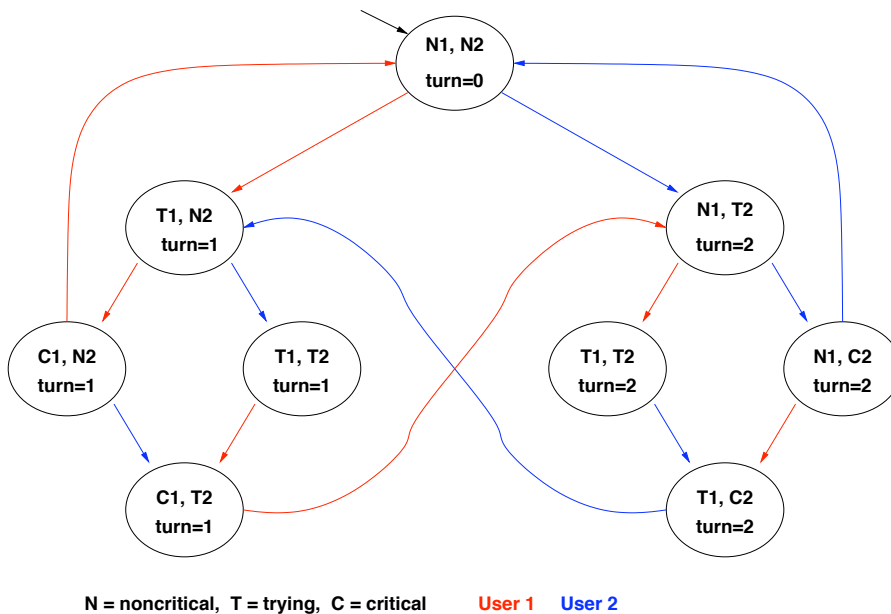 N1, N2
turn=0
T1, N2
turn=1
N1, T2
turn=2
C1, N2
turn=1
T1, T2
turn=1
T1, T2
turn=2
N1, C2
turn=2
C1, T2
turn=1
T1, C2
turn=2
N = noncritical, T = trying, C = critical User 1 User 2